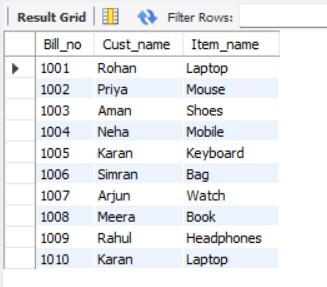 Result Grid Filter Rows:
Bill_no Cust_name Item_name
1001 Rohan Laptop
1002 Priya Mouse
1003 Aman Shoes
1004 Neha Mobile
1005 Karan Keyboard
1006 Simran Bag
1007 Arjun Watch
1008 Meera Book
1009 Rahul Headphones
1010 Karan Laptop